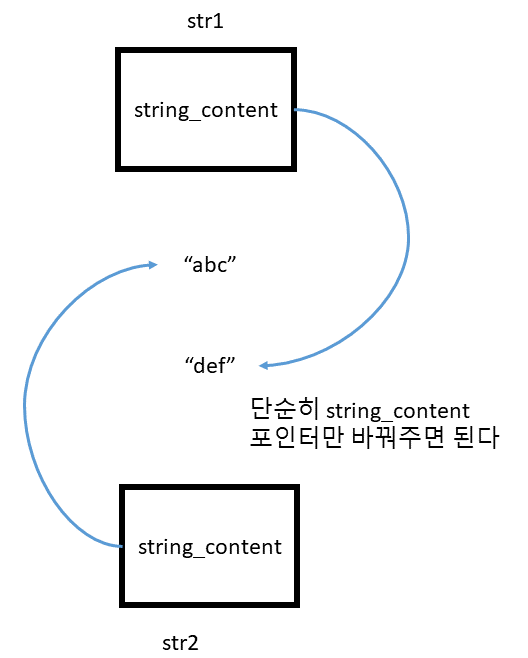 str1
string_content
“abc”
“def”
단순히 string_content
포인터만 바꿔주면 된다
string_content
str2